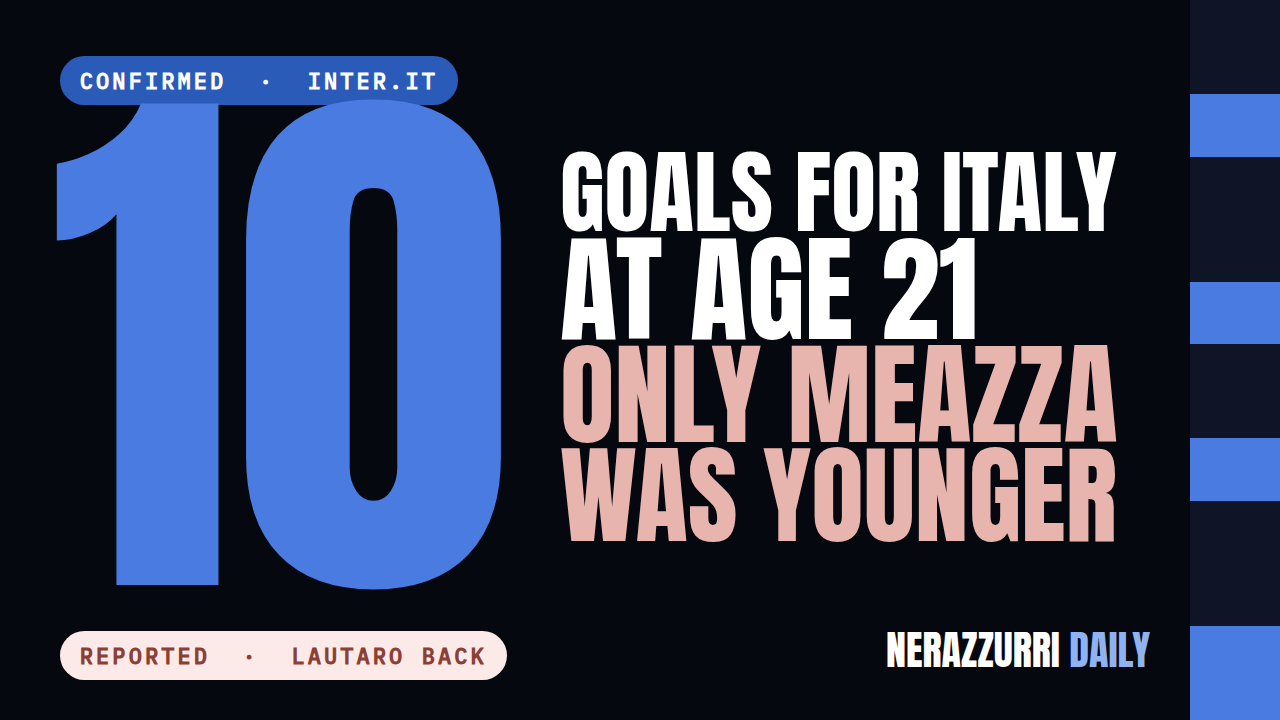 CONFIRMED · INTER.IT
10
GOALS FOR ITALY
AT AGE 21
ONLY MEAZZA
WAS YOUNGER
REPORTED · LAUTARO BACK
NERAZZURRI DAILY